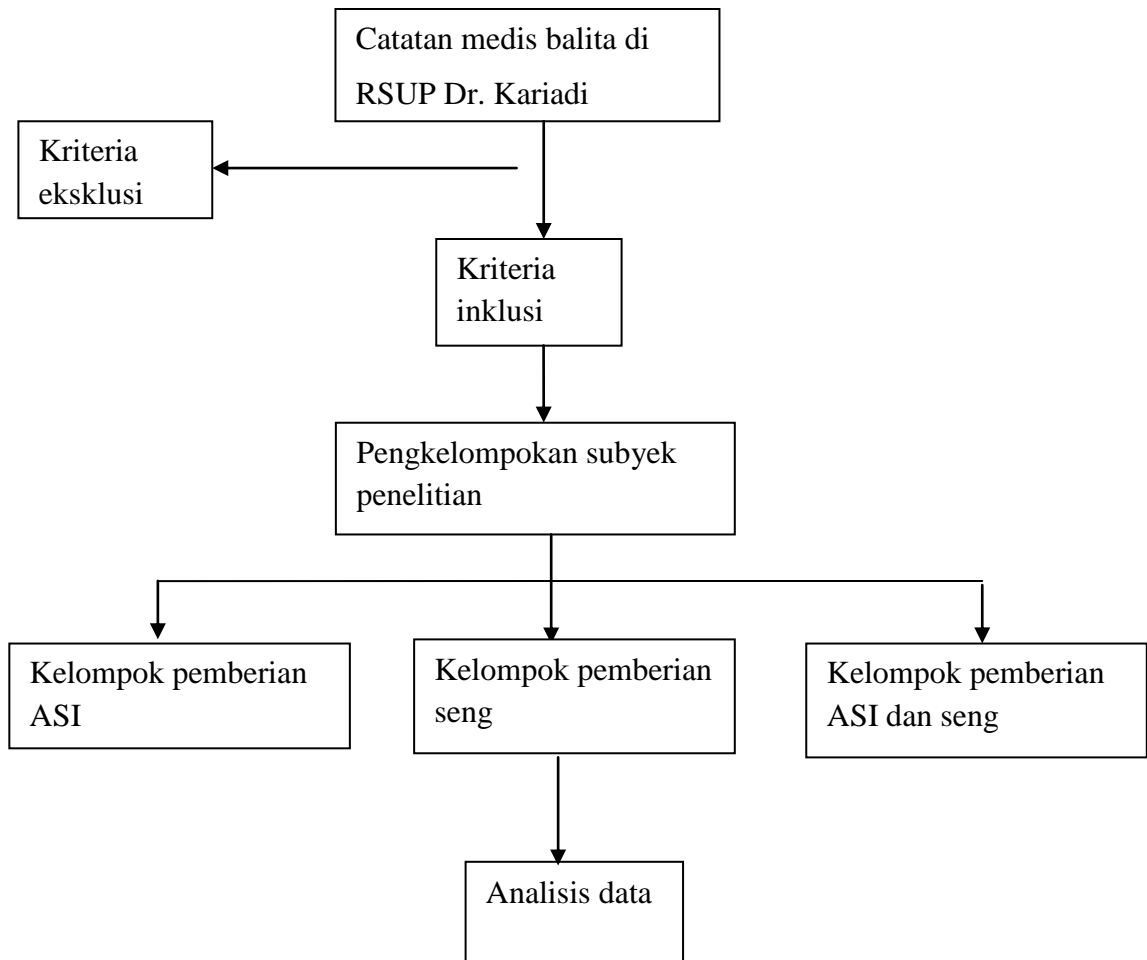 Catatan medis balita di
RSUP Dr. Kariadi
Kriteria
eksklusi
Kriteria
inklusi
Pengkelompokan subyek
penelitian
Kelompok pemberian
ASI
Kelompok pemberian
seng
Kelompok pemberian
ASI dan seng
Analisis data